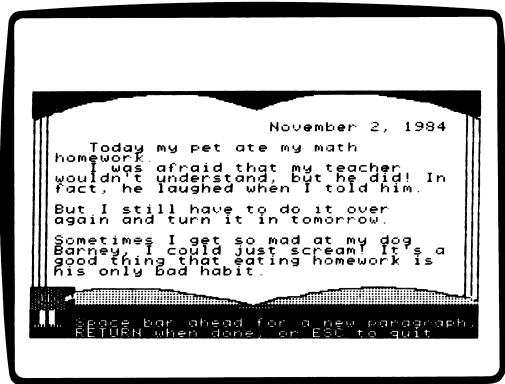 November 2, 1984
Today my pet ate my math
homework.
I was afraid that my teacher
wouldn't understand, but he did! In
fact, he laughed when I told him.
But I still have to do it over
again and turn it in tomorrow.
Sometimes I get so mad at my dog
Barney, I could just scream! It's a
good thing that eating homework is
his only bad habit.
Space bar ahead for a new paragraph,
RETURN when done, or ESC to quit